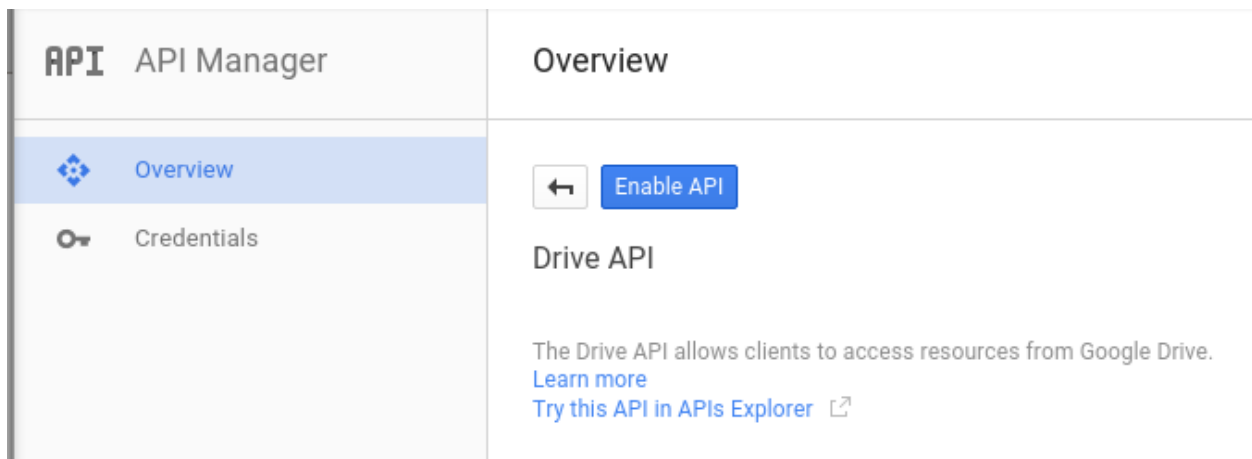 API API Manager
Overview
Overview
Credentials
Enable API
Drive API
The Drive API allows clients to access resources from Google Drive.
Learn more
Try this API in APIs Explorer